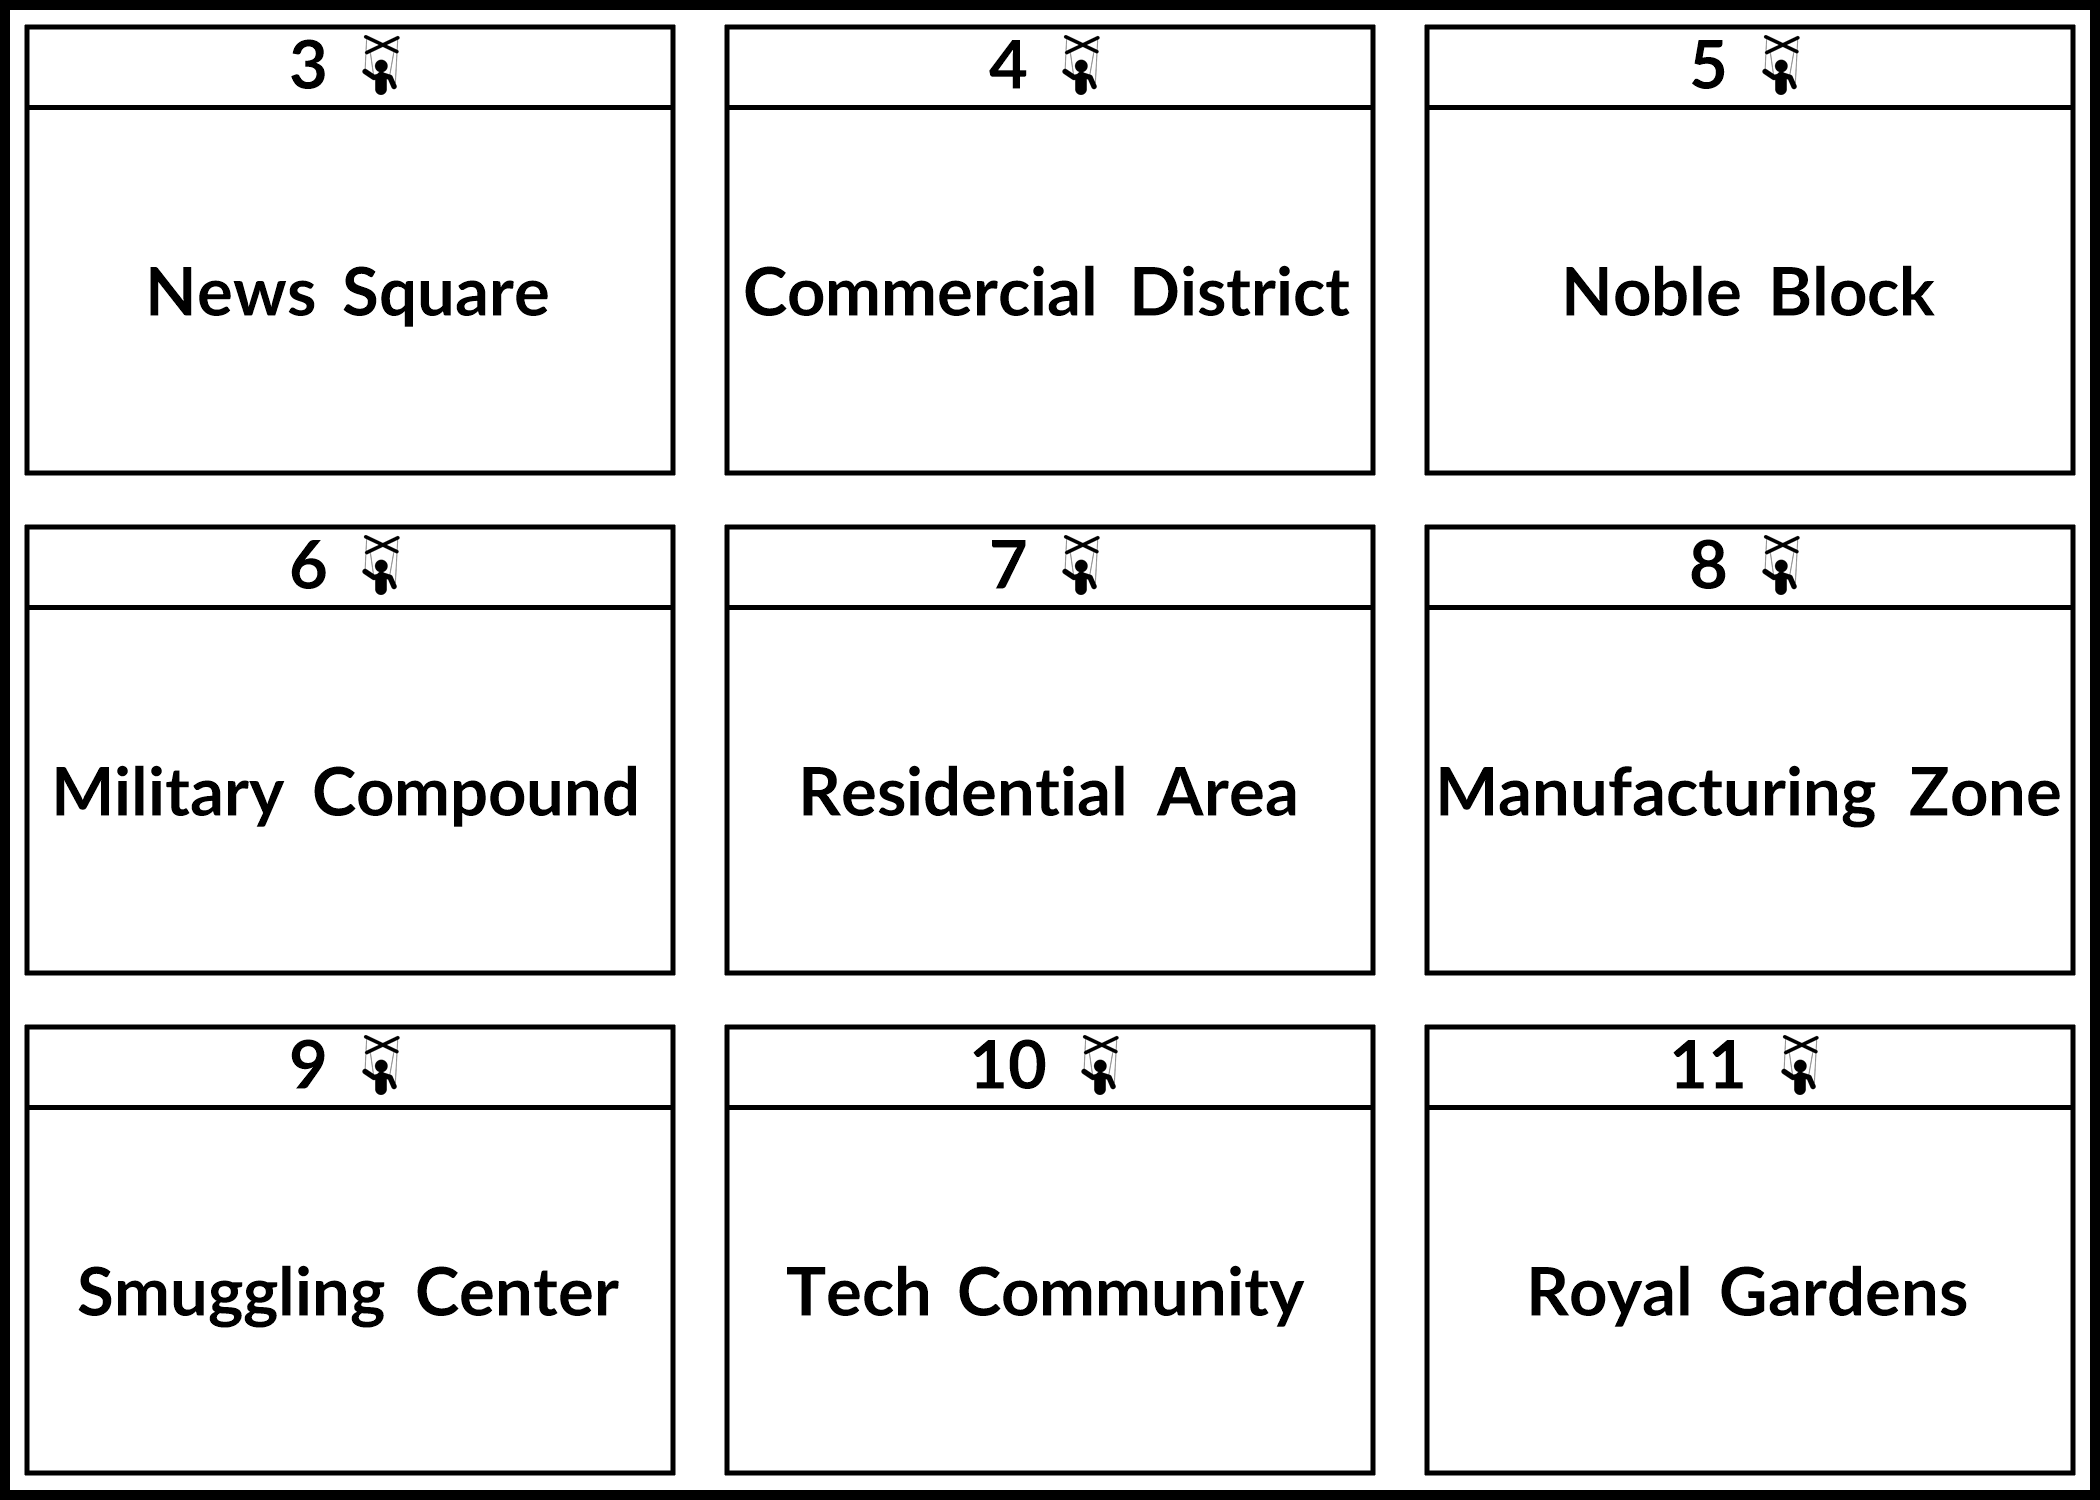 3
News Square
4
Commercial District
5
Noble Block
6
Military Compound
7
Residential Area
8
Manufacturing Zone
9
Smuggling Center
10
Tech Community
11
Royal Gardens